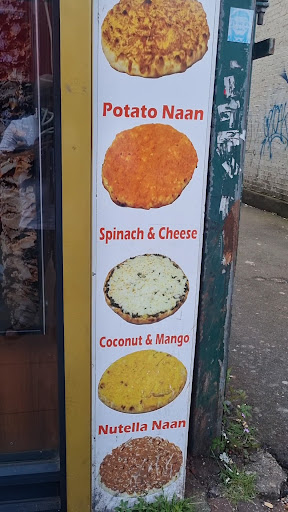 Potato Naan
Spinach & Cheese
Coconut & Mango
Nutella Naan